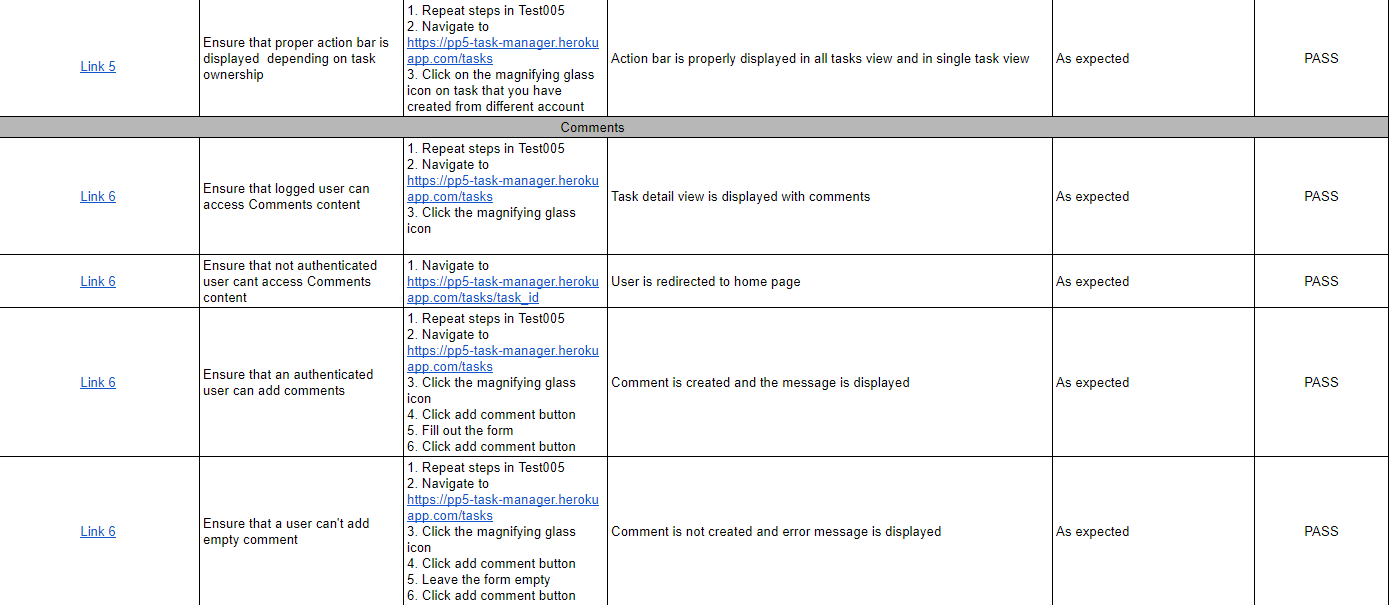 Link 5
Ensure that proper action bar is
displayed  depending on task
ownership
1. Repeat steps in Test005
2. Navigate to
https://pp5-task-manager.heroku
app.com/tasks
3. Click on the magnifying glass
icon on task that you have
created from different account
Action bar is properly displayed in all tasks view and in single task view
As expected
PASS
Comments
Link 6
Ensure that logged user can
access Comments content
1. Repeat steps in Test005
2. Navigate to
https://pp5-task-manager.heroku
app.com/tasks
3. Click the magnifying glass
icon
Task detail view is displayed with comments
As expected
PASS
Link 6
Ensure that not authenticated
user cant access Comments
content
1. Navigate to
https://pp5-task-manager.heroku
app.com/tasks/task_id
User is redirected to home page
As expected
PASS
Link 6
Ensure that an authenticated
user can add comments
1. Repeat steps in Test005
2. Navigate to
https://pp5-task-manager.heroku
app.com/tasks
3. Click the magnifying glass
icon
4. Click add comment button
5. Fill out the form
6. Click add comment button
Comment is created and the message is displayed
As expected
PASS
Link 6
Ensure that a user can't add
empty comment
1. Repeat steps in Test005
2. Navigate to
https://pp5-task-manager.heroku
app.com/tasks
3. Click the magnifying glass
icon
4. Click add comment button
5. Leave the form empty
6. Click add comment button
Comment is not created and error message is displayed
As expected
PASS